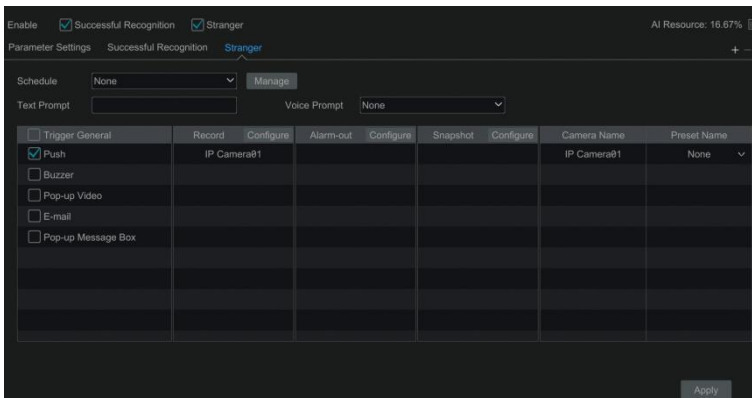 Enable Successful Recognition Stranger AI Resource: 16.67%
Parameter Settings Successful Recognition Stranger + −
Schedule None Manage
Text Prompt Voice Prompt None
Trigger General Record Configure Alarm-out Configure Snapshot Configure Camera Name Preset Name
Push IP Camera01 IP Camera01 None
Buzzer
Pop-up Video
E-mail
Pop-up Message Box
Apply